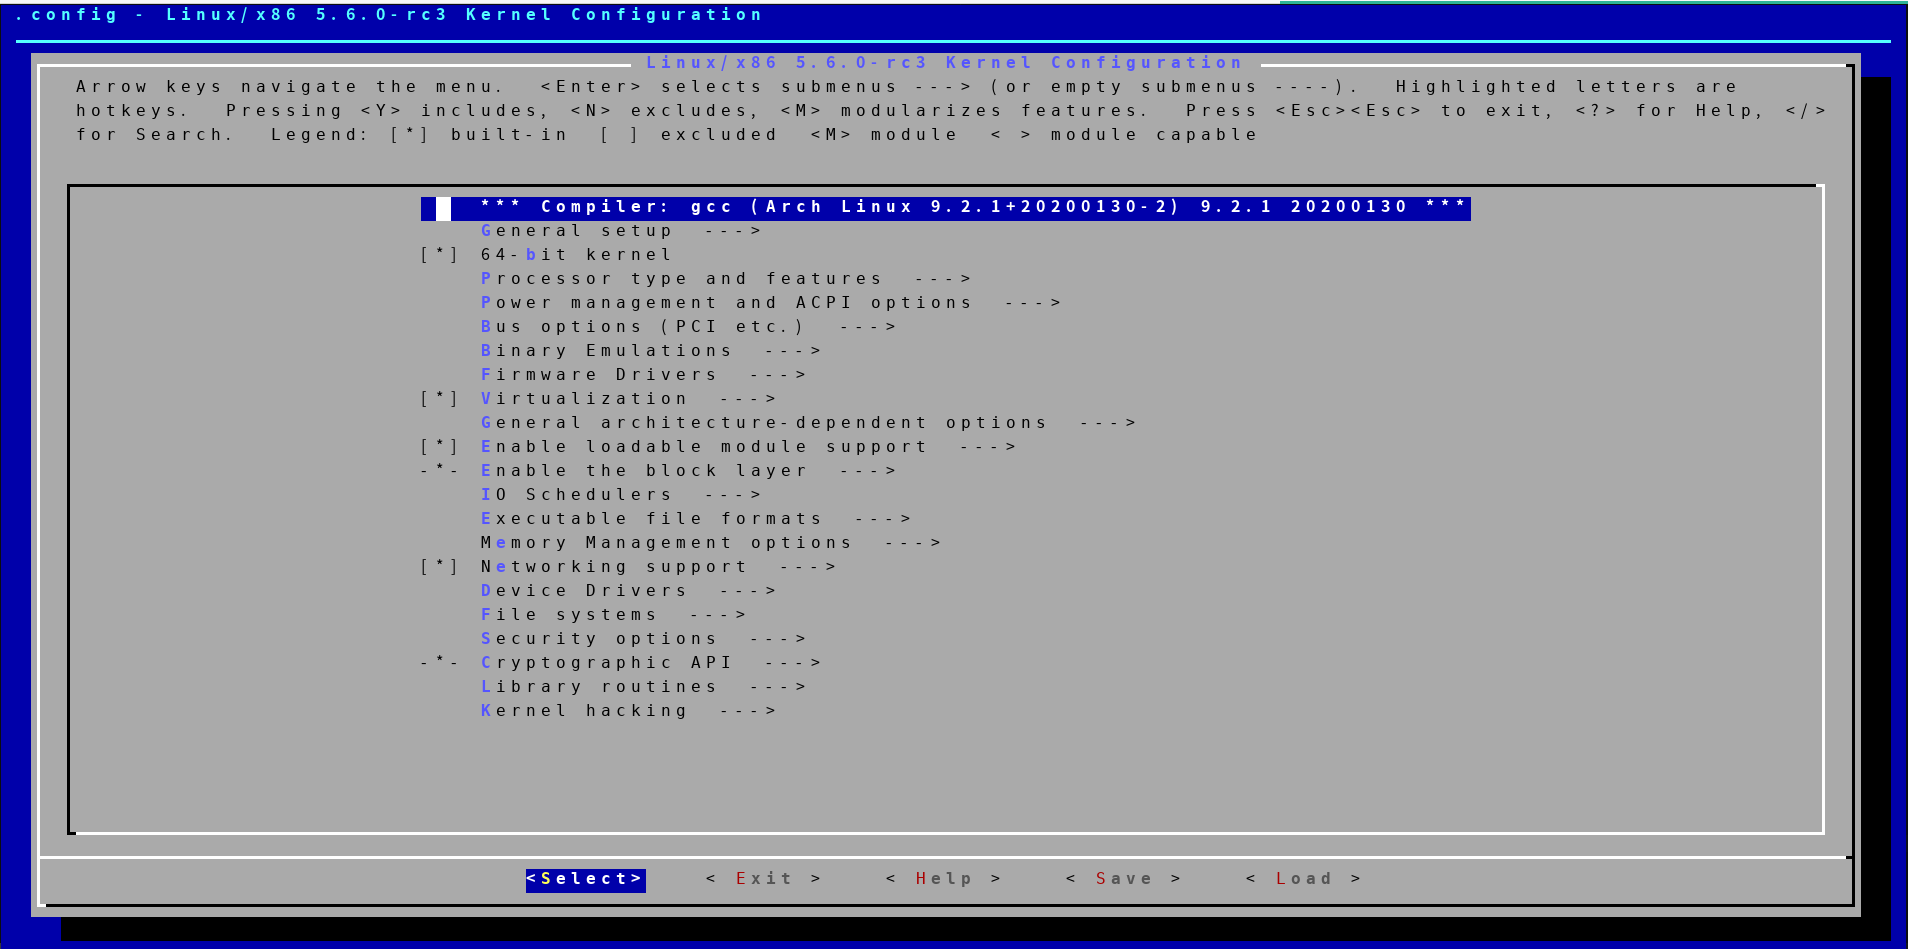 .config - Linux/x86 5.6.0-rc3 Kernel Configuration
Linux/x86 5.6.0-rc3 Kernel Configuration
Arrow keys navigate the menu.  <Enter> selects submenus ---> (or empty submenus ----).  Highlighted letters are
hotkeys.  Pressing <Y> includes, <N> excludes, <M> modularizes features.  Press <Esc><Esc> to exit, <?> for Help, </>
for Search.  Legend: [*] built-in  [ ] excluded  <M> module  < > module capable
*** Compiler: gcc (Arch Linux 9.2.1+20200130-2) 9.2.1 20200130 ***
General setup  --->
[*] 64-bit kernel
Processor type and features  --->
Power management and ACPI options  --->
Bus options (PCI etc.)  --->
Binary Emulations  --->
Firmware Drivers  --->
[*] Virtualization  --->
General architecture-dependent options  --->
[*] Enable loadable module support  --->
-*- Enable the block layer  --->
IO Schedulers  --->
Executable file formats  --->
Memory Management options  --->
[*] Networking support  --->
Device Drivers  --->
File systems  --->
Security options  --->
-*- Cryptographic API  --->
Library routines  --->
Kernel hacking  --->
<Select>    < Exit >    < Help >    < Save >    < Load >